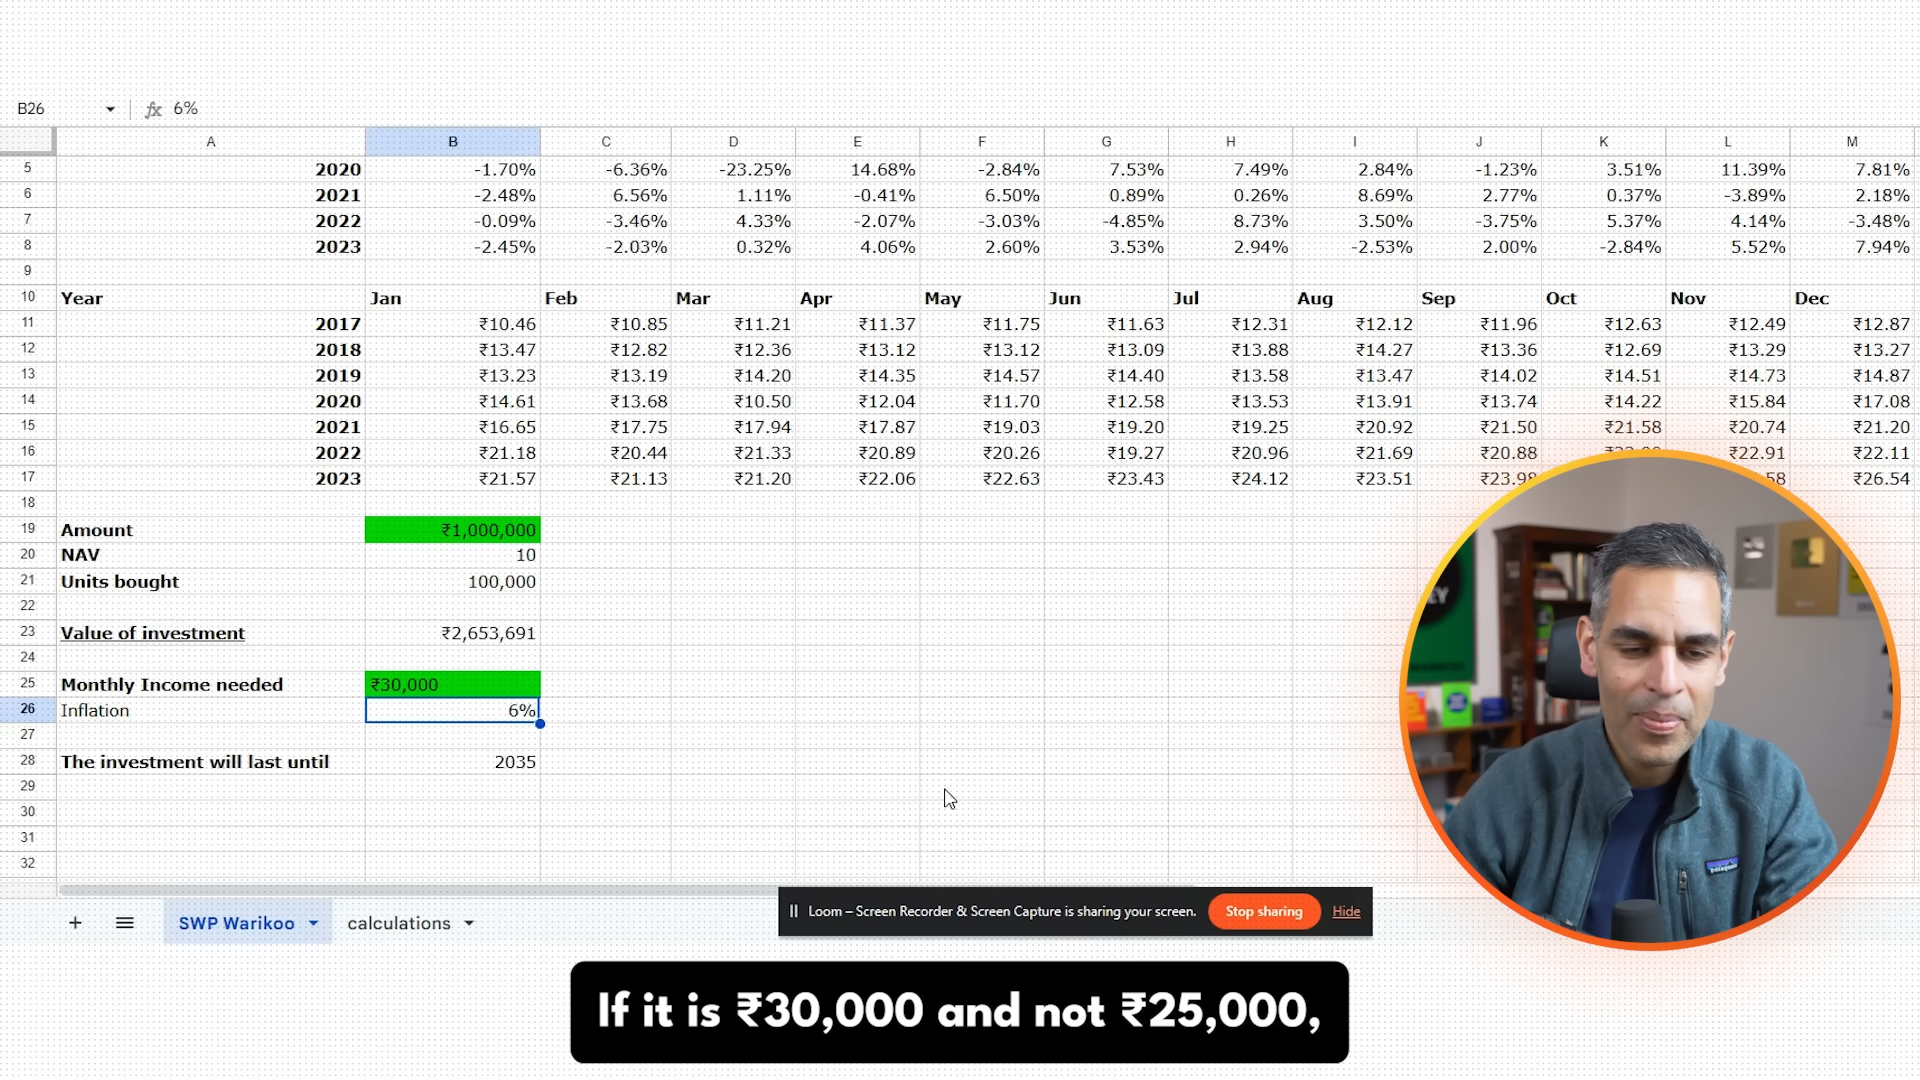 B26 fx 6%
A B C D E F G H I J K L M
5 2020 -1.70% -6.36% -23.25% 14.68% -2.84% 7.53% 7.49% 2.84% -1.23% 3.51% 11.39% 7.81%
6 2021 -2.48% 6.56% 1.11% -0.41% 6.50% 0.89% 0.26% 8.69% 2.77% 0.37% -3.89% 2.18%
7 2022 -0.09% -3.46% 4.33% -2.07% -3.03% -4.85% 8.73% 3.50% -3.75% 5.37% 4.14% -3.48%
8 2023 -2.45% -2.03% 0.32% 4.06% 2.60% 3.53% 2.94% -2.53% 2.00% -2.84% 5.52% 7.94%
9
10 Year Jan Feb Mar Apr May Jun Jul Aug Sep Oct Nov Dec
11 2017 ₹10.46 ₹10.85 ₹11.21 ₹11.37 ₹11.75 ₹11.63 ₹12.31 ₹12.12 ₹11.96 ₹12.63 ₹12.49 ₹12.87
12 2018 ₹13.47 ₹12.82 ₹12.36 ₹13.12 ₹13.12 ₹13.09 ₹13.88 ₹14.27 ₹13.36 ₹12.69 ₹13.29 ₹13.27
13 2019 ₹13.23 ₹13.19 ₹14.20 ₹14.35 ₹14.57 ₹14.40 ₹13.58 ₹13.47 ₹14.02 ₹14.51 ₹14.73 ₹14.87
14 2020 ₹14.61 ₹13.68 ₹10.50 ₹12.04 ₹11.70 ₹12.58 ₹13.53 ₹13.91 ₹13.74 ₹14.22 ₹15.84 ₹17.08
15 2021 ₹16.65 ₹17.75 ₹17.94 ₹17.87 ₹19.03 ₹19.20 ₹19.25 ₹20.92 ₹21.50 ₹21.58 ₹20.74 ₹21.20
16 2022 ₹21.18 ₹20.44 ₹21.33 ₹20.89 ₹20.26 ₹19.27 ₹20.96 ₹21.69 ₹20.88 ₹22.91 ₹22.11
17 2023 ₹21.57 ₹21.13 ₹21.20 ₹22.06 ₹22.63 ₹23.43 ₹24.12 ₹23.51 ₹23.98 58 ₹26.54
18
19 Amount ₹1,000,000
20 NAV 10
21 Units bought 100,000
22
23 Value of investment ₹2,653,691
24
25 Monthly Income needed ₹30,000
26 Inflation 6%
27
28 The investment will last until 2035
29
30
31
32
+ SWP Warikoo calculations
Loom – Screen Recorder & Screen Capture is sharing your screen. Stop sharing Hide
patagonia
If it is ₹30,000 and not ₹25,000,